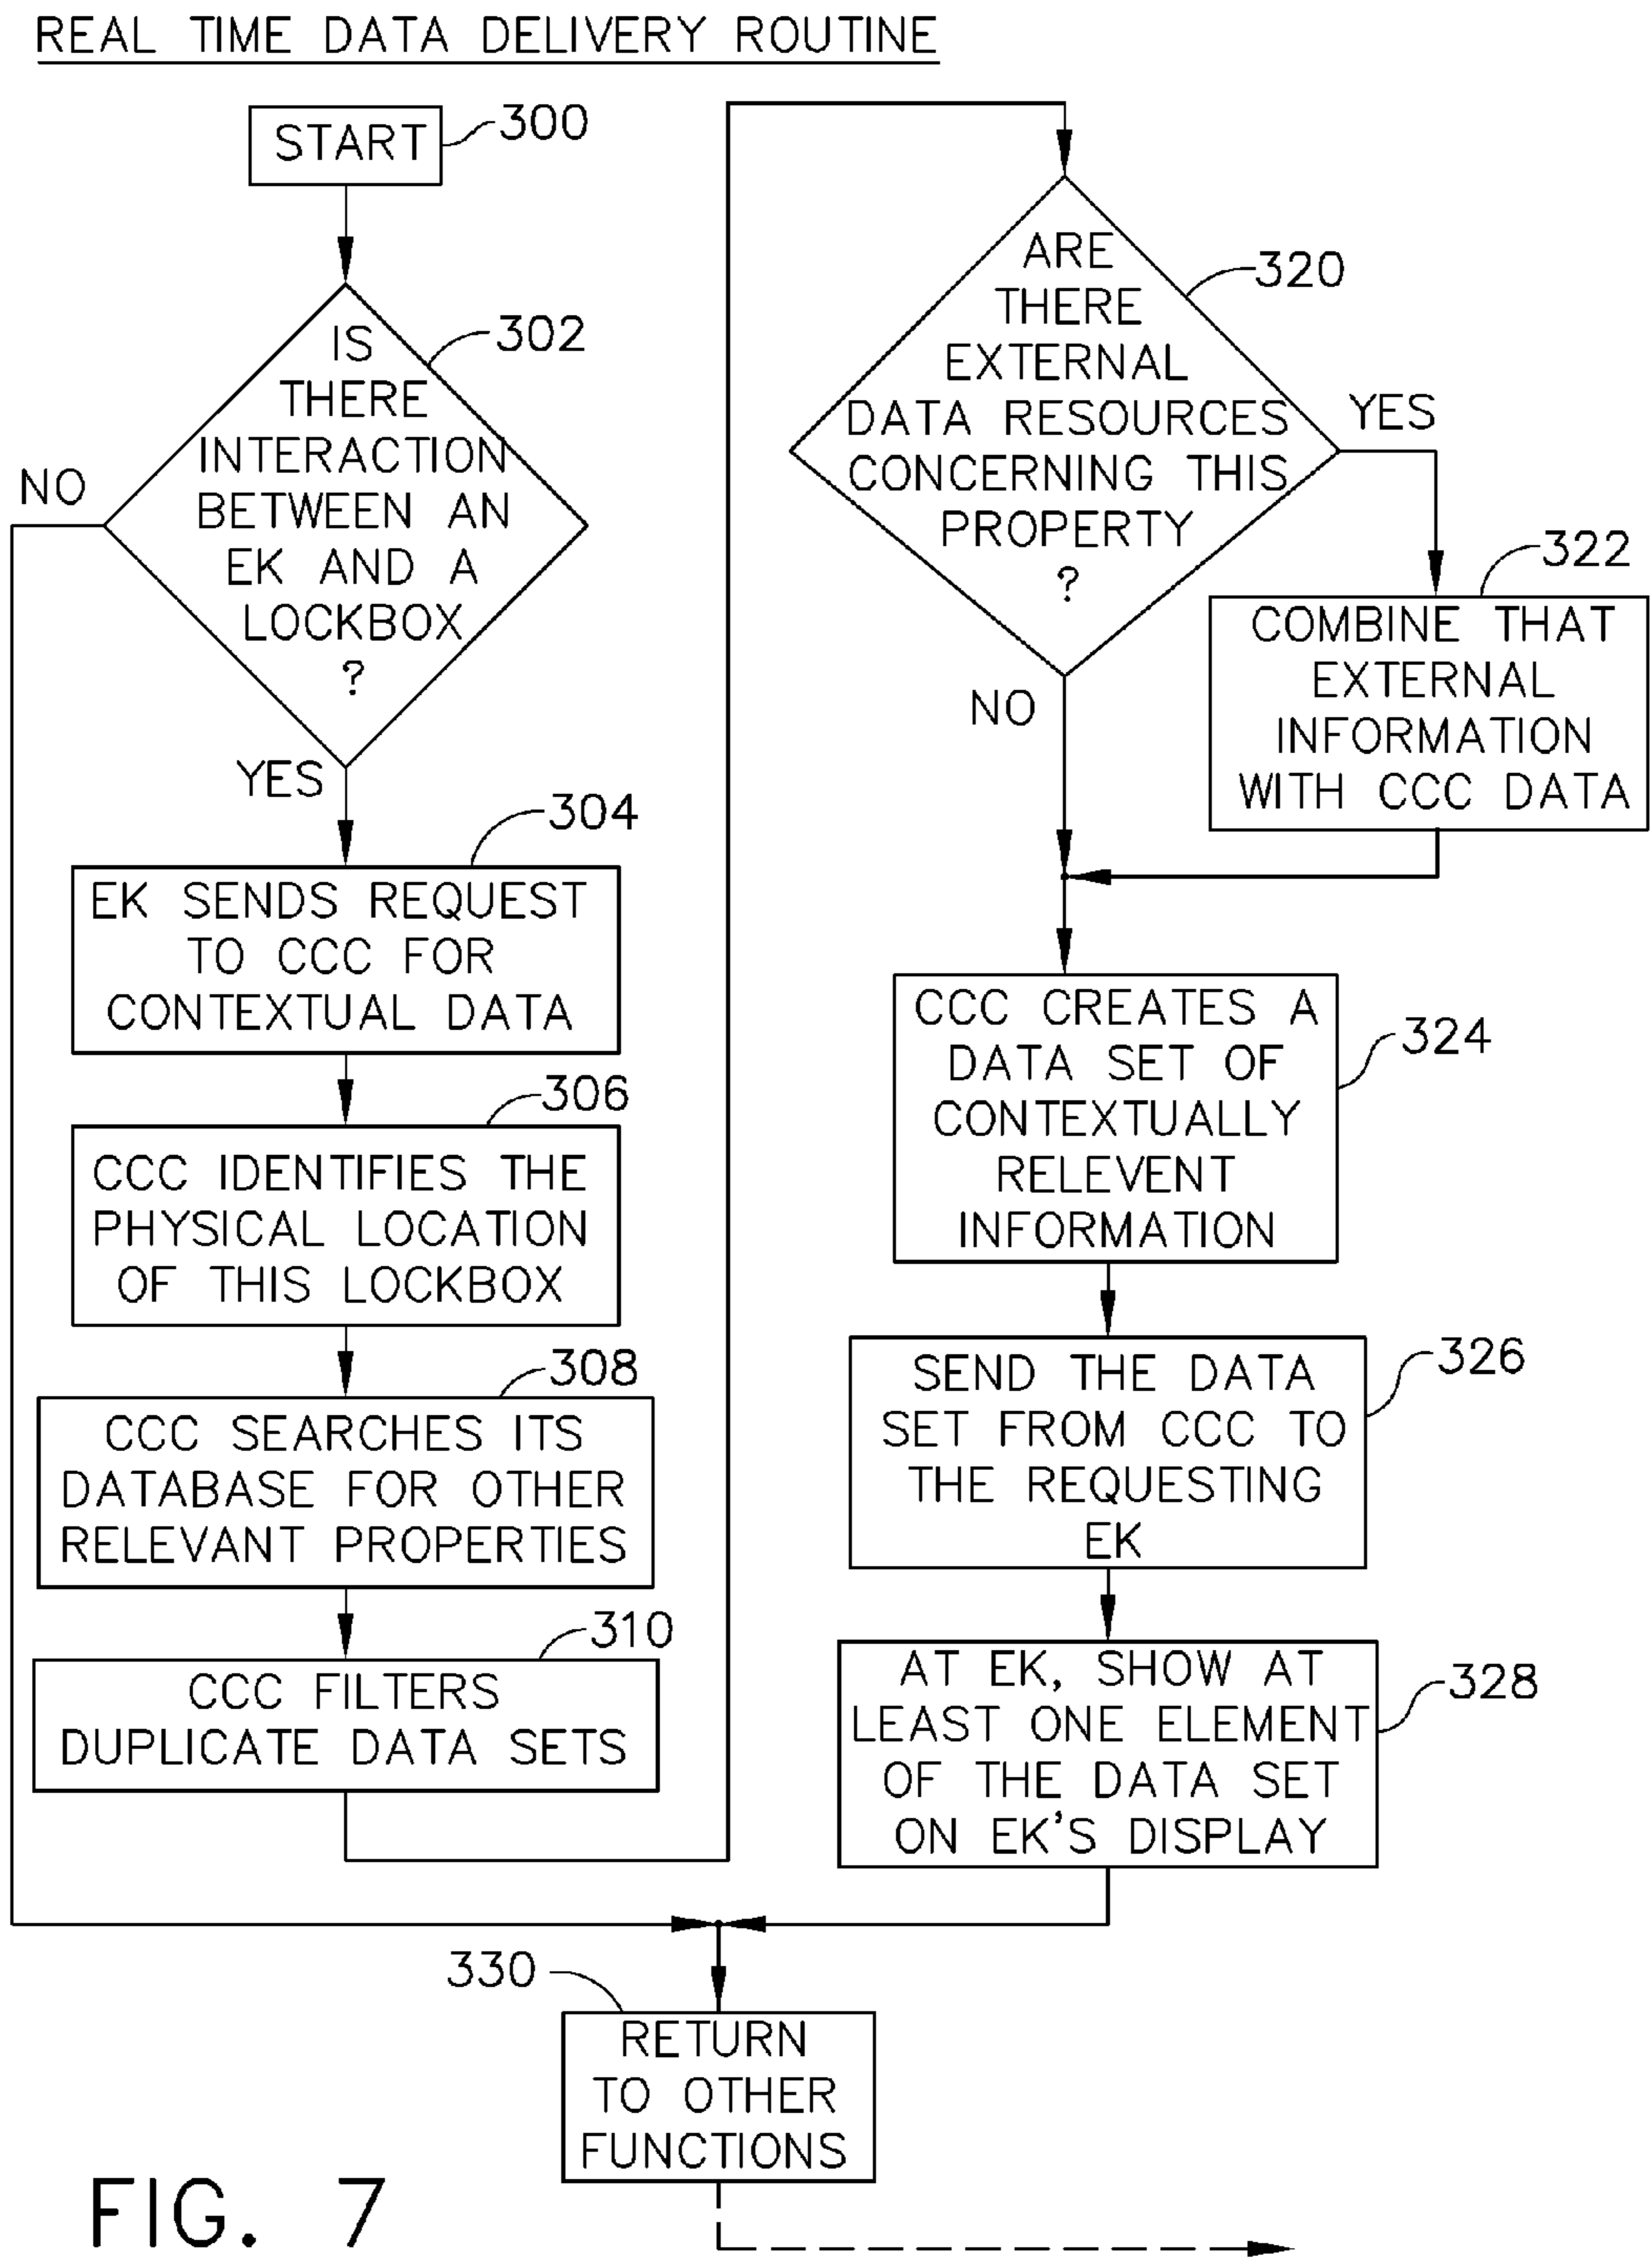 REAL TIME DATA DELIVERY ROUTINE
START
300
IS
THERE
INTERACTION
BETWEEN AN
EK AND A
LOCKBOX
?
302
NO
YES
EK SENDS REQUEST
TO CCC FOR
CONTEXTUAL DATA
304
CCC IDENTIFIES THE
PHYSICAL LOCATION
OF THIS LOCKBOX
306
CCC SEARCHES ITS
DATABASE FOR OTHER
RELEVANT PROPERTIES
308
CCC FILTERS
DUPLICATE DATA SETS
310
ARE
THERE
EXTERNAL
DATA RESOURCES
CONCERNING THIS
PROPERTY
?
320
YES
NO
COMBINE THAT
EXTERNAL
INFORMATION
WITH CCC DATA
322
CCC CREATES A
DATA SET OF
CONTEXTUALLY
RELEVENT
INFORMATION
324
SEND THE DATA
SET FROM CCC TO
THE REQUESTING
EK
326
AT EK, SHOW AT
LEAST ONE ELEMENT
OF THE DATA SET
ON EK'S DISPLAY
328
330
RETURN
TO OTHER
FUNCTIONS
FIG. 7